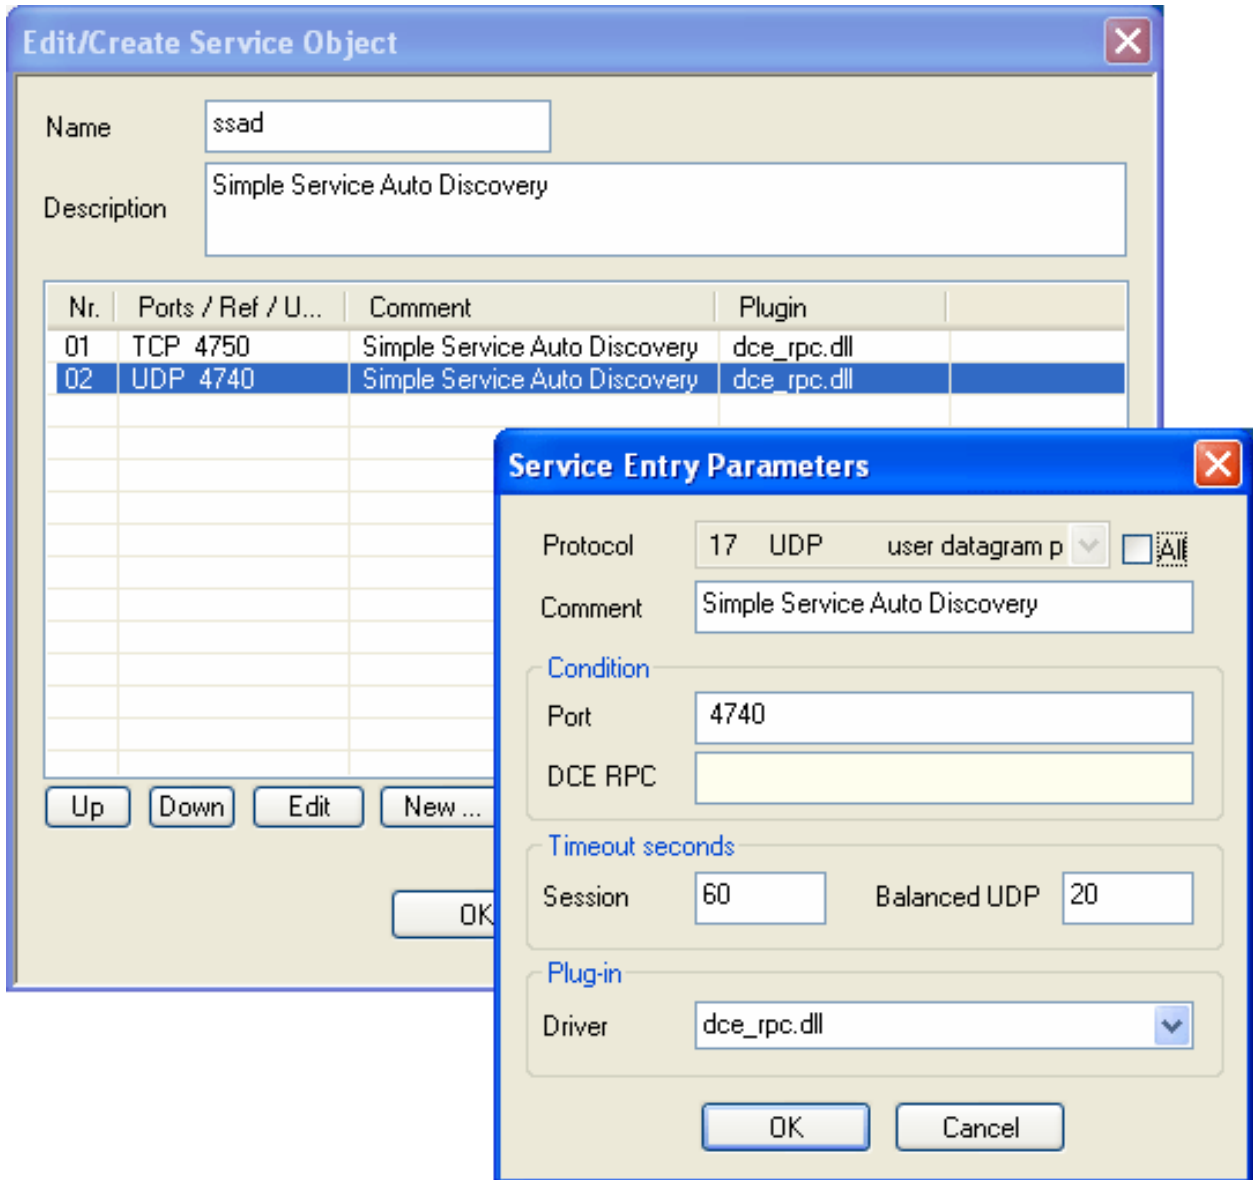 Edit/Create Service Object
Name ssad
Description Simple Service Auto Discovery
Nr. Ports / Ref / U... Comment Plugin
01 TCP 4750 Simple Service Auto Discovery dce_rpc.dll
02 UDP 4740 Simple Service Auto Discovery dce_rpc.dll
Up Down Edit New ...
OK
Service Entry Parameters
Protocol 17 UDP user datagram p All
Comment Simple Service Auto Discovery
Condition
Port 4740
DCE RPC
Timeout seconds
Session 60 Balanced UDP 20
Plug-in
Driver dce_rpc.dll
OK Cancel